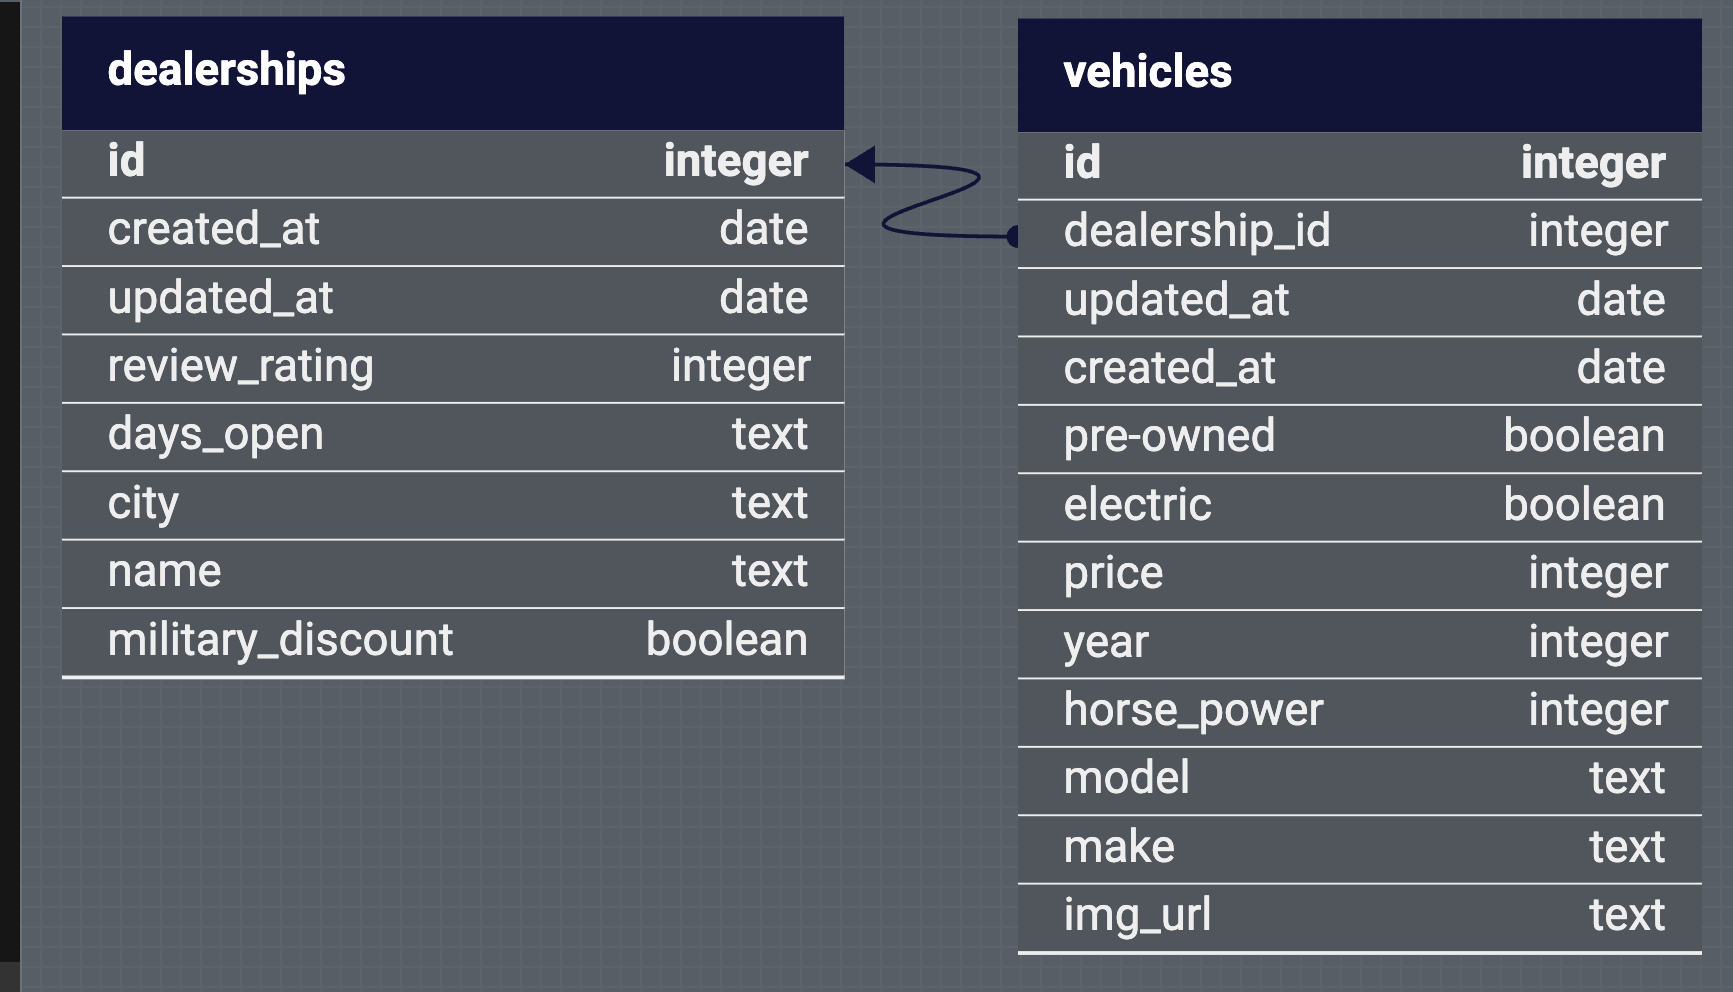 dealerships
id integer
created_at date
updated_at date
review_rating integer
days_open text
city text
name text
military_discount boolean
vehicles
id integer
dealership_id integer
updated_at date
created_at date
pre-owned boolean
electric boolean
price integer
year integer
horse_power integer
model text
make text
img_url text